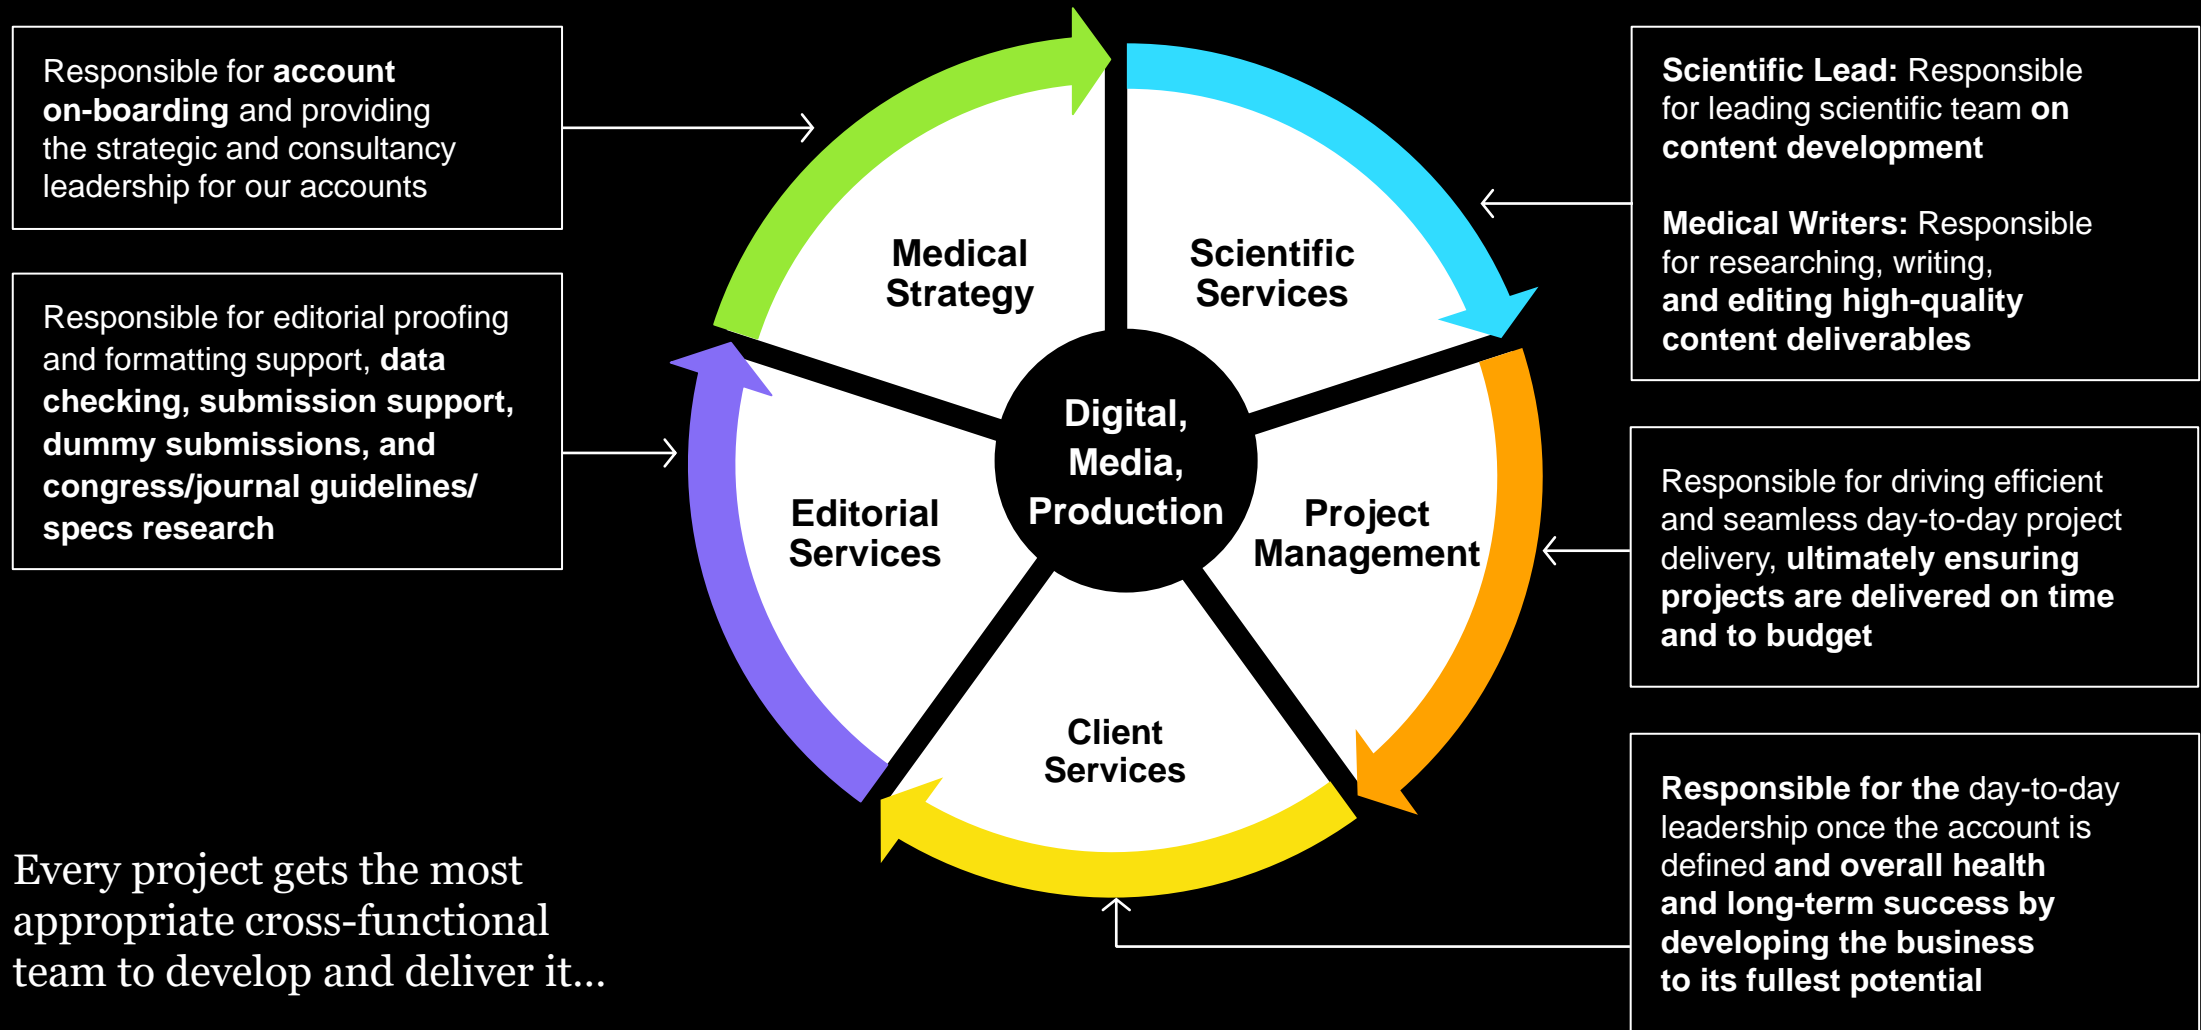 Responsible for account
on-boarding and providing
the strategic and consultancy
leadership for our accounts
Responsible for editorial proofing
and formatting support, data
checking, submission support,
dummy submissions, and
congress/journal guidelines/
specs research
Medical
Strategy
Scientific
Services
Digital,
Media,
Production
Editorial
Services
Project
Management
Client
Services
Scientific Lead: Responsible
for leading scientific team on
content development
Medical Writers: Responsible
for researching, writing,
and editing high-quality
content deliverables
Responsible for driving efficient
and seamless day-to-day project
delivery, ultimately ensuring
projects are delivered on time
and to budget
Responsible for the day-to-day
leadership once the account is
defined and overall health
and long-term success by
developing the business
to its fullest potential
Every project gets the most
appropriate cross-functional
team to develop and deliver it...